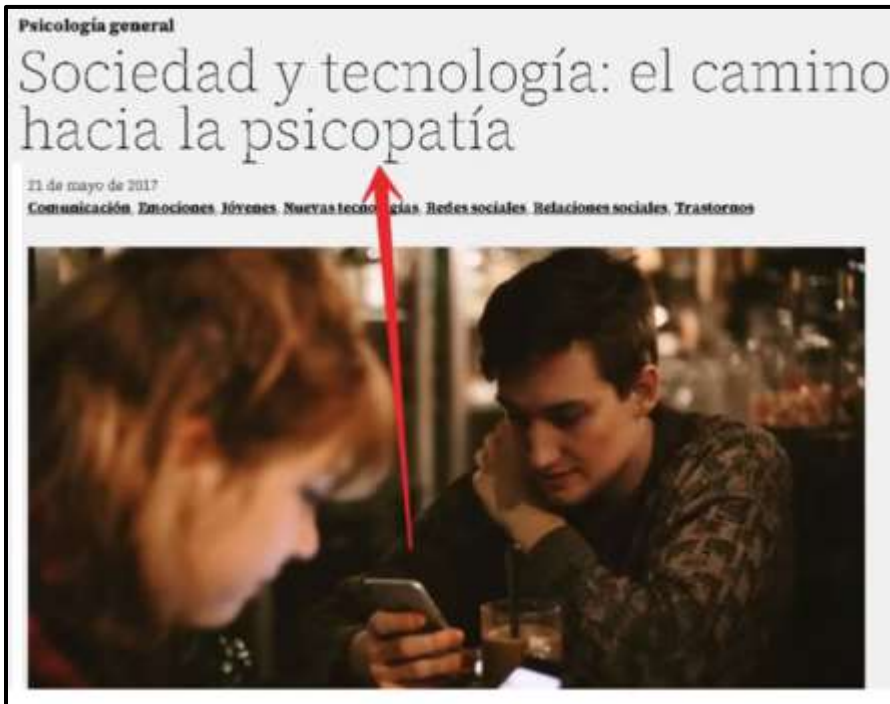 Psicología general
Sociedad y tecnología: el camino
hacia la psicopatía
21 de mayo de 2017
Comunicación, Emociones, Jóvenes, Nuevas tecnologías, Redes sociales, Relaciones sociales, Trastornos